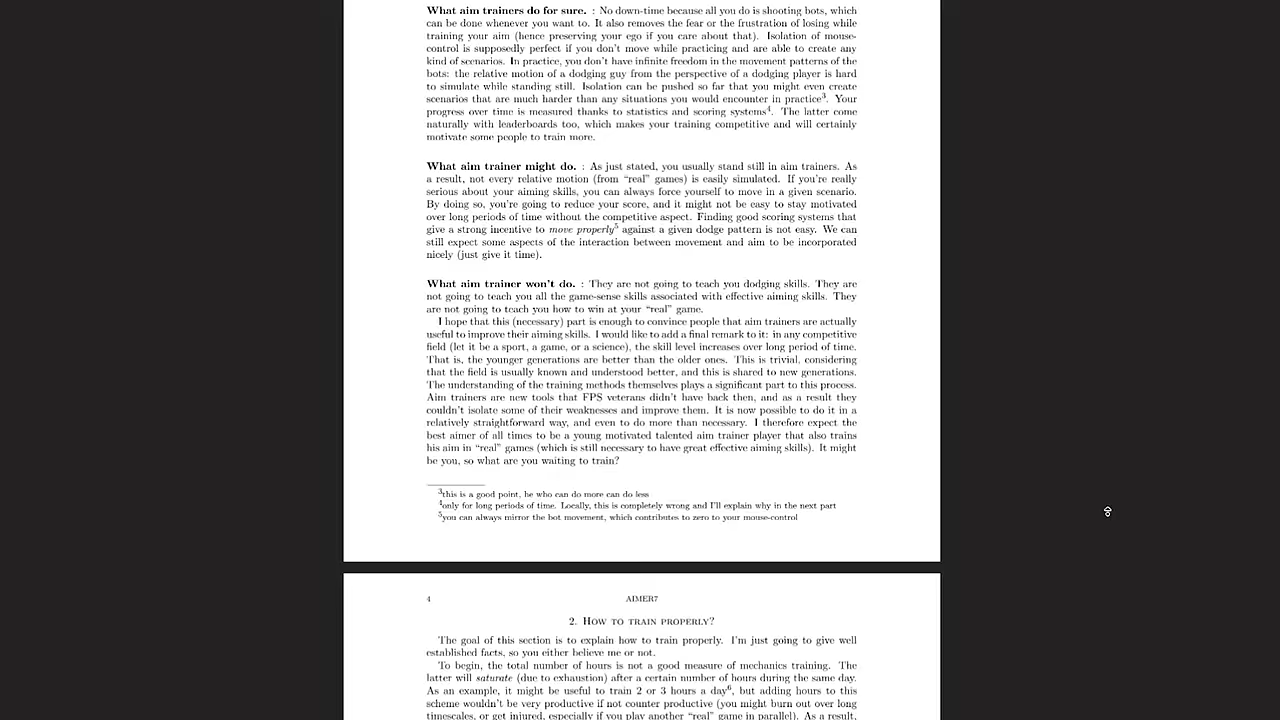 What aim trainers do for sure. : No down-time because all you do is shooting bots, which
can be done whenever you want to. It also removes the fear or the frustration of losing while
training your aim (hence preserving your ego if you care about that). Isolation of mouse-
control is supposedly perfect if you don't move while practicing and are able to create any
kind of scenarios. In practice, you don't have infinite freedom in the movement patterns of the
bots: the relative motion of a dodging guy from the perspective of a dodging player is hard
to simulate while standing still. Isolation can be pushed so far that you might even create
scenarios that are much harder than any situations you would encounter in practice³. Your
progress over time is measured thanks to statistics and scoring systems⁴. The latter come
naturally with leaderboards too, which makes your training competitive and will certainly
motivate some people to train more.
What aim trainer might do. : As just stated, you usually stand still in aim trainers. As
a result, not every relative motion (from “real” games) is easily simulated. If you're really
serious about your aiming skills, you can always force yourself to move in a given scenario.
By doing so, you're going to reduce your score, and it might not be easy to stay motivated
over long periods of time without the competitive aspect. Finding good scoring systems that
give a strong incentive to move properly⁵ against a given dodge pattern is not easy. We can
still expect some aspects of the interaction between movement and aim to be incorporated
nicely (just give it time).
What aim trainer won't do. : They are not going to teach you dodging skills. They are
not going to teach you all the game-sense skills associated with effective aiming skills. They
are not going to teach you how to win at your “real” game.
I hope that this (necessary) part is enough to convince people that aim trainers are actually
useful to improve their aiming skills. I would like to add a final remark to it: in any competitive
field (let it be a sport, a game, or a science), the skill level increases over long period of time.
That is, the younger generations are better than the older ones. This is trivial, considering
that the field is usually known and understood better, and this is shared to new generations.
The understanding of the training methods themselves plays a significant part to this process.
Aim trainers are new tools that FPS veterans didn't have back then, and as a result they
couldn't isolate some of their weaknesses and improve them. It is now possible to do it in a
relatively straightforward way, and even to do more than necessary. I therefore expect the
best aimer of all times to be a young motivated talented aim trainer player that also trains
his aim in “real” games (which is still necessary to have great effective aiming skills). It might
be you, so what are you waiting to train?
³this is a good point, he who can do more can do less
⁴only for long periods of time. Locally, this is completely wrong and I'll explain why in the next part
⁵you can always mirror the bot movement, which contributes to zero to your mouse-control
4 AIMER7
2. How to train properly?
The goal of this section is to explain how to train properly. I'm just going to give well
established facts, so you either believe me or not.
To begin, the total number of hours is not a good measure of mechanics training. The
latter will saturate (due to exhaustion) after a certain number of hours during the same day.
As an example, it might be useful to train 2 or 3 hours a day⁶, but adding hours to this
scheme wouldn't be very productive if not counter productive (you might burn out over long
timescales, or get injured, especially if you play another “real” game in parallel). As a result,